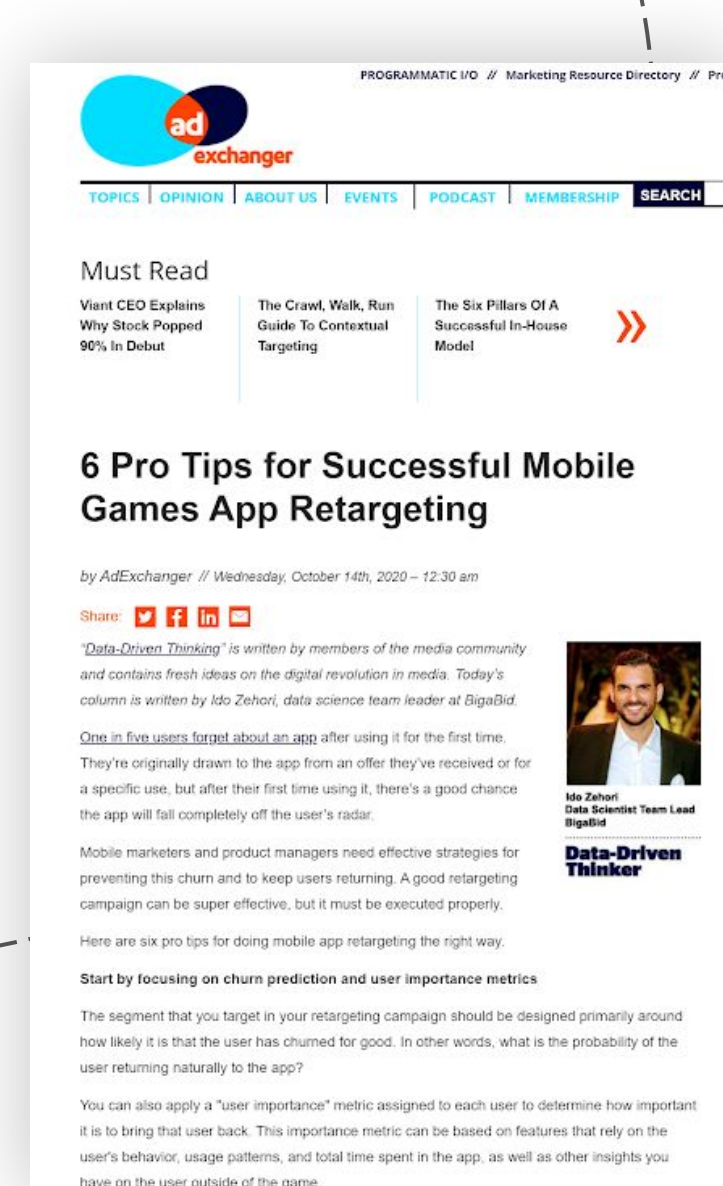 PROGRAMMATIC I/O // Marketing Resource Directory //
ad
exchanger
TOPICS OPINION ABOUT US EVENTS PODCAST MEMBERSHIP SEARCH
Must Read
Viant CEO Explains
Why Stock Popped
90% In Debut
The Crawl, Walk, Run
Guide To Contextual
Targeting
The Six Pillars Of A
Successful In-House
Model
6 Pro Tips for Successful Mobile
Games App Retargeting
by AdExchanger // Wednesday, October 14th, 2020 – 12:30 am
Share:
"Data-Driven Thinking" is written by members of the media community
and contains fresh ideas on the digital revolution in media. Today's
column is written by Ido Zehori, data science team leader at BigaBid.
One in five users forget about an app after using it for the first time.
They're originally drawn to the app from an offer they've received or for
a specific use, but after their first time using it, there's a good chance
the app will fall completely off the user's radar.
Ido Zehori
Data Scientist Team Lead
BigaBid
Data-Driven
Thinker
Mobile marketers and product managers need effective strategies for
preventing this churn and to keep users returning. A good retargeting
campaign can be super effective, but it must be executed properly.
Here are six pro tips for doing mobile app retargeting the right way.
Start by focusing on churn prediction and user importance metrics
The segment that you target in your retargeting campaign should be designed primarily around
how likely it is that the user has churned for good. In other words, what is the probability of the
user returning naturally to the app?
You can also apply a "user importance" metric assigned to each user to determine how important
it is to bring that user back. This importance metric can be based on features that rely on the
user's behavior, usage patterns, and total time spent in the app, as well as other insights you
have on the user outside of the game.